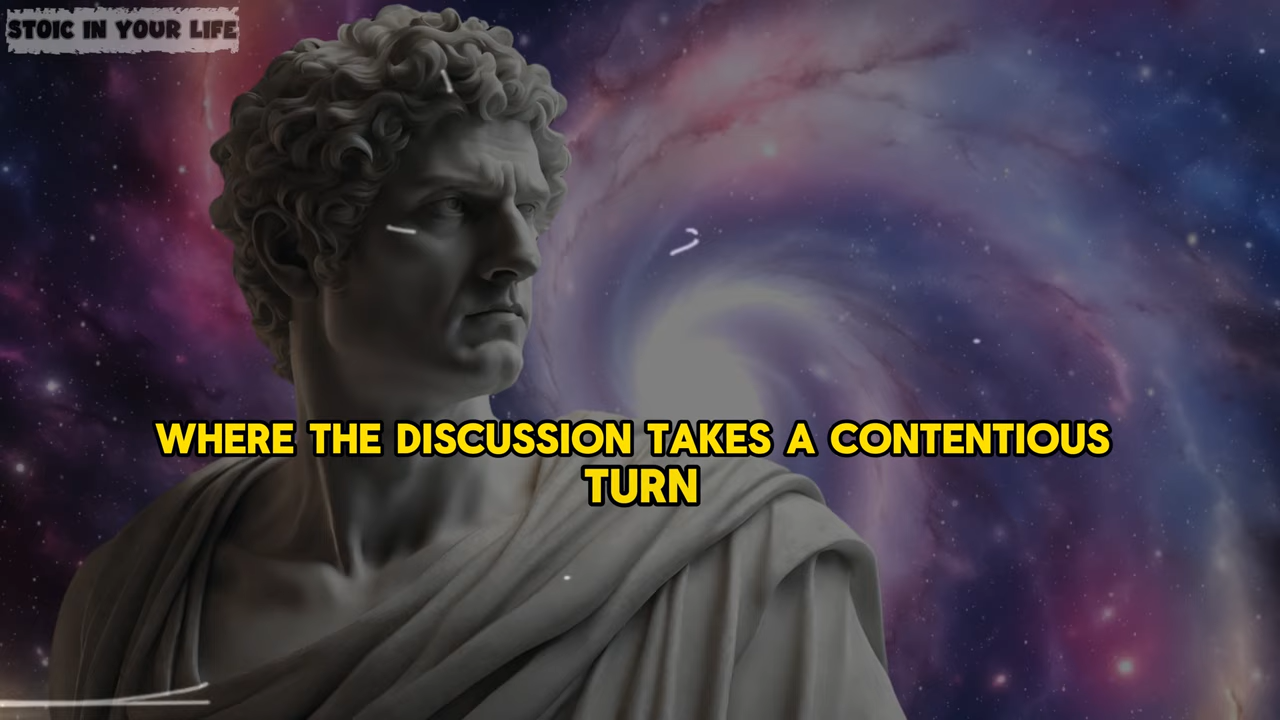 STOIC IN YOUR LIFE
WHERE THE DISCUSSION TAKES A CONTENTIOUS
TURN